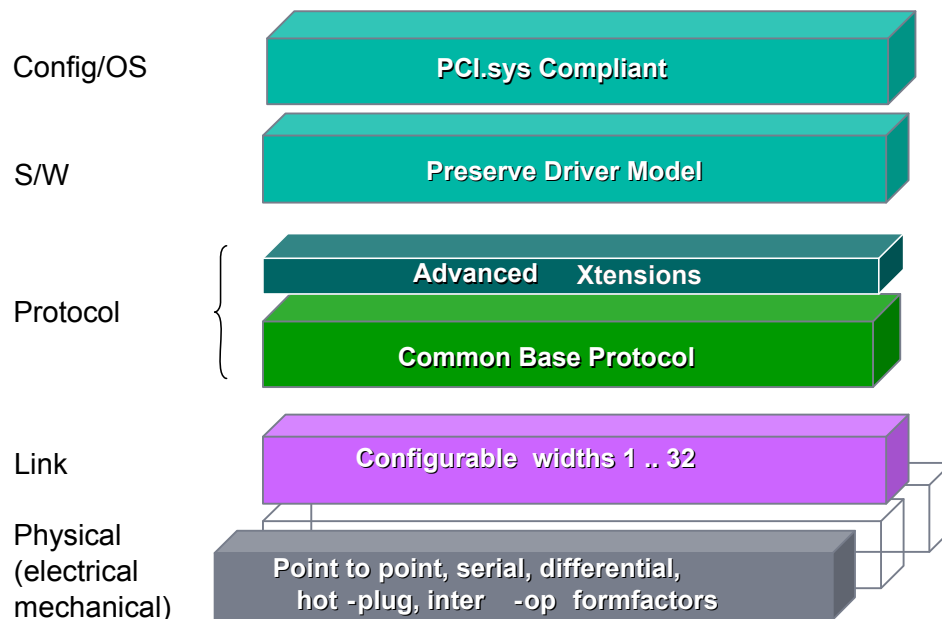 Config/OS
PCI.sys Compliant
S/W
Preserve Driver Model
Advanced Xtensions
Protocol
Common Base Protocol
Link
Configurable widths 1 .. 32
Physical
(electrical
mechanical)
Point to point, serial, differential,
hot -plug, inter -op formfactors